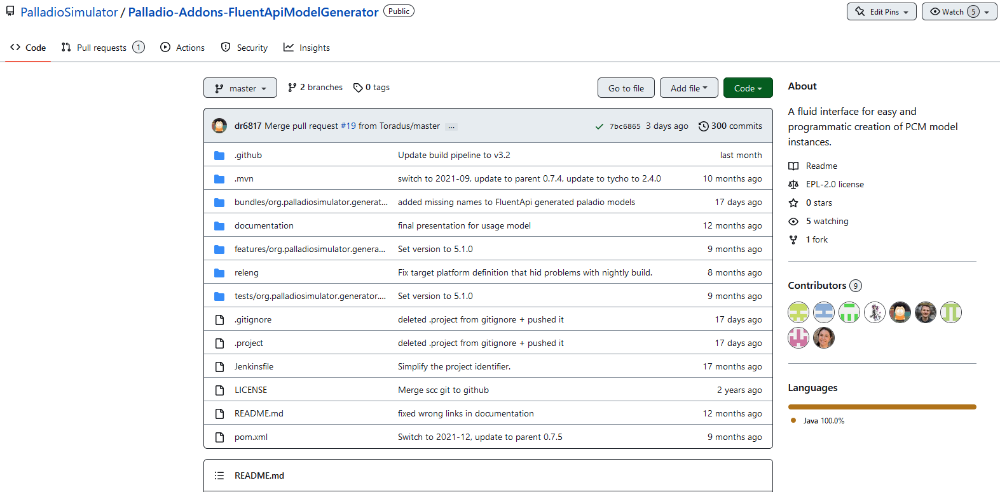 PalladioSimulator / Palladio-Addons-FluentApiModelGenerator Public
Edit Pins Watch 5
Code Pull requests 1 Actions Security Insights
master 2 branches 0 tags Go to file Add file Code
dr6817 Merge pull request #19 from Toradus/master ... 7bc6865 3 days ago 300 commits
.github Update build pipeline to v3.2 last month
.mvn switch to 2021-09, update to parent 0.7.4, update to tycho to 2.4.0 10 months ago
bundles/org.palladiosimulator.generat... added missing names to FluentApi generated paladio models 17 days ago
documentation final presentation for usage model 12 months ago
features/org.palladiosimulator.genera... Set version to 5.1.0 9 months ago
releng Fix target platform definition that hid problems with nightly build. 8 months ago
tests/org.palladiosimulator.generator.... Set version to 5.1.0 9 months ago
.gitignore deleted .project from gitignore + pushed it 17 days ago
.project deleted .project from gitignore + pushed it 17 days ago
Jenkinsfile Simplify the project identifier. 17 months ago
LICENSE Merge scc git to github 2 years ago
README.md fixed wrong links in documentation 12 months ago
pom.xml Switch to 2021-12, update to parent 0.7.5 9 months ago
README.md
About
A fluid interface for easy and
programmatic creation of PCM model
instances.
Readme
EPL-2.0 license
0 stars
5 watching
1 fork
Contributors 9
Languages
Java 100.0%